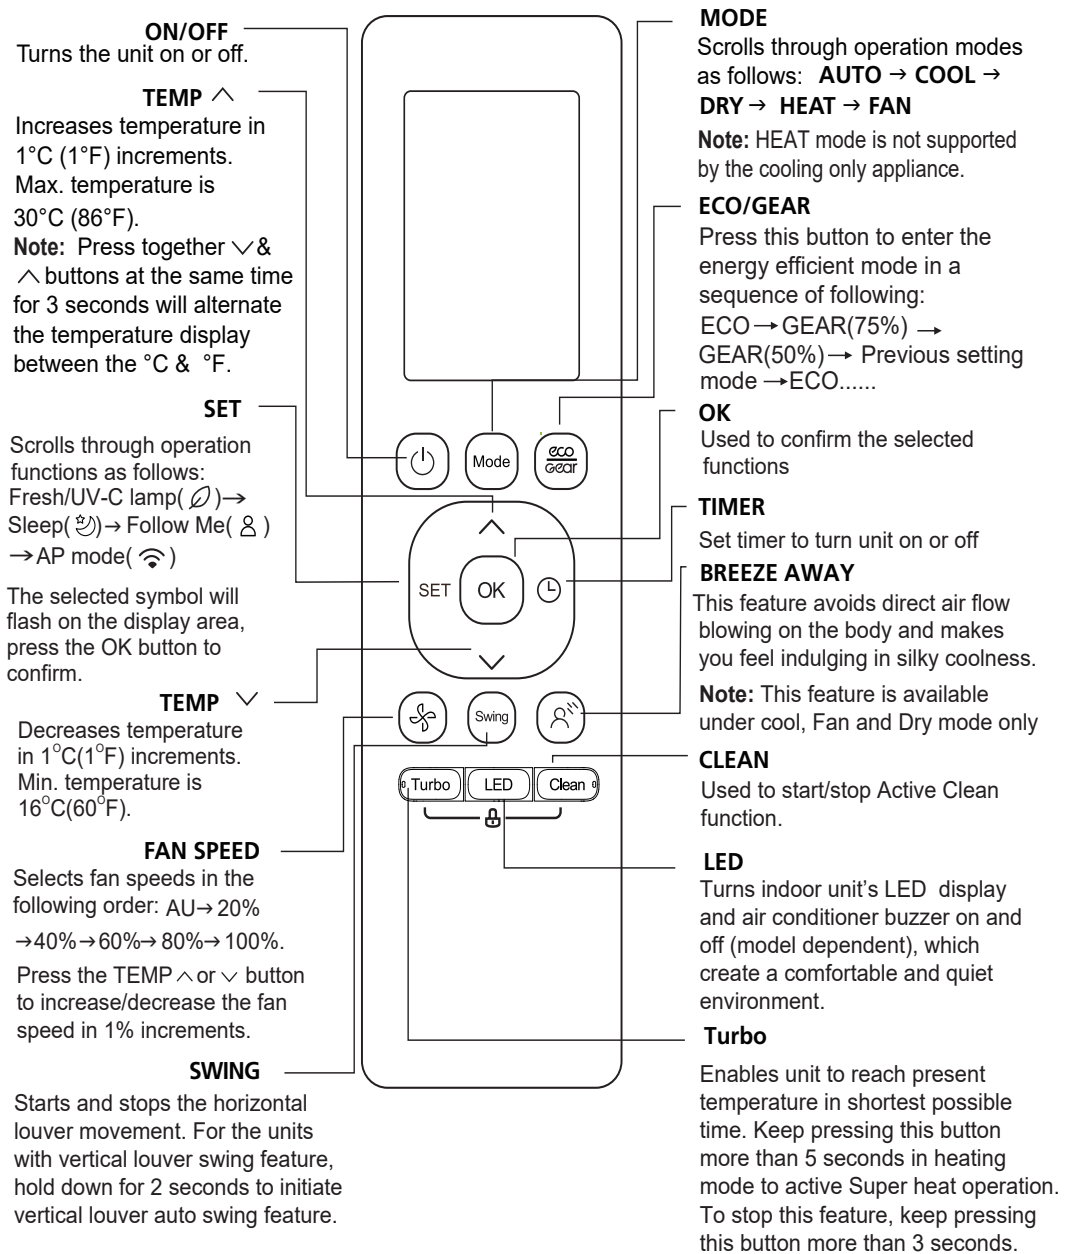 ON/OFF
Turns the unit on or off.
TEMP ∧
Increases temperature in
1°C (1°F) increments.
Max. temperature is
30°C (86°F).
Note: Press together ∨ &
∧ buttons at the same time
for 3 seconds will alternate
the temperature display
between the °C & °F.
SET
Scrolls through operation
functions as follows:
Fresh/UV-C lamp( )→
Sleep( )→ Follow Me( )
→AP mode( )
The selected symbol will
flash on the display area,
press the OK button to
confirm.
TEMP ∨
Decreases temperature
in 1°C(1°F) increments.
Min. temperature is
16°C(60°F).
FAN SPEED
Selects fan speeds in the
following order: AU→ 20%
→40%→60%→ 80%→100%.
Press the TEMP ∧ or ∨ button
to increase/decrease the fan
speed in 1% increments.
SWING
Starts and stops the horizontal
louver movement. For the units
with vertical louver swing feature,
hold down for 2 seconds to initiate
vertical louver auto swing feature.
Mode
eco
Gear
SET
OK
Swing
Turbo
LED
Clean
MODE
Scrolls through operation modes
as follows: AUTO → COOL →
DRY → HEAT → FAN
Note: HEAT mode is not supported
by the cooling only appliance.
ECO/GEAR
Press this button to enter the
energy efficient mode in a
sequence of following:
ECO → GEAR(75%) →
GEAR(50%) → Previous setting
mode →ECO......
OK
Used to confirm the selected
functions
TIMER
Set timer to turn unit on or off
BREEZE AWAY
This feature avoids direct air flow
blowing on the body and makes
you feel indulging in silky coolness.
Note: This feature is available
under cool, Fan and Dry mode only
CLEAN
Used to start/stop Active Clean
function.
LED
Turns indoor unit's LED display
and air conditioner buzzer on and
off (model dependent), which
create a comfortable and quiet
environment.
Turbo
Enables unit to reach present
temperature in shortest possible
time. Keep pressing this button
more than 5 seconds in heating
mode to active Super heat operation.
To stop this feature, keep pressing
this button more than 3 seconds.